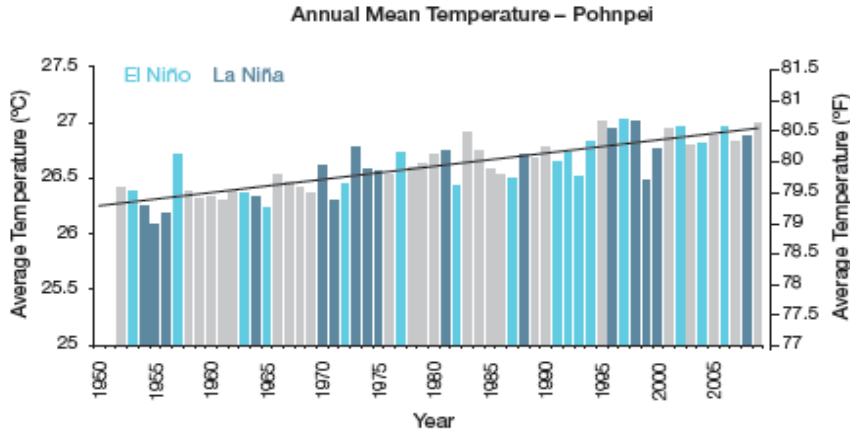 Annual Mean Temperature – Pohnpei
El Niño La Niña
Average Temperature (ºC)
27.5
27
26.5
26
25.5
25
81.5
81
80.5
80
79.5
79
78.5
78
77.5
77
Average Temperature (ºF)
1950 1955 1960 1965 1970 1975 1980 1985 1990 1995 2000 2005
Year